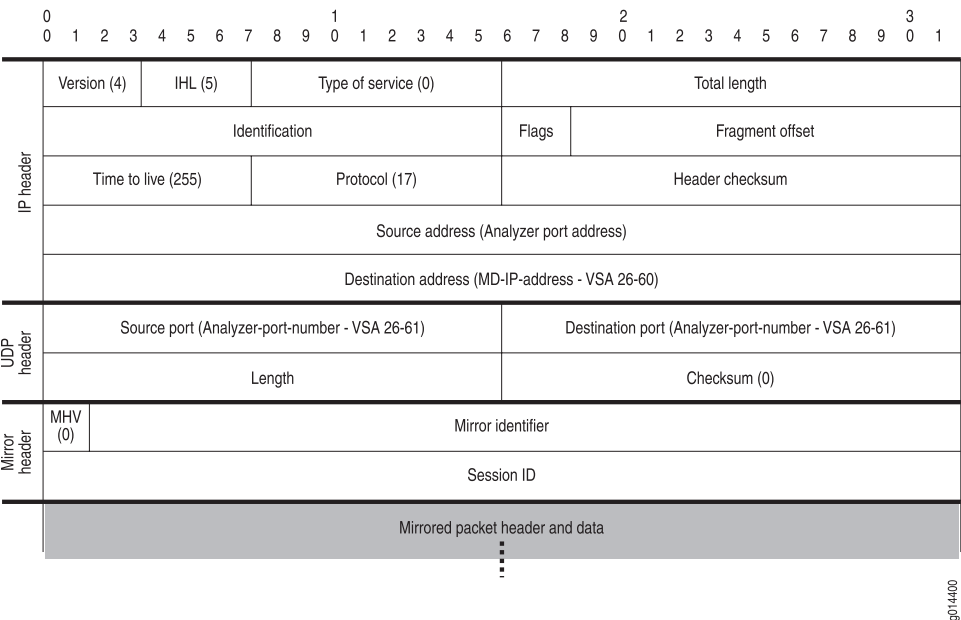 0 1 2 3
0 1 2 3 4 5 6 7 8 9 0 1 2 3 4 5 6 7 8 9 0 1 2 3 4 5 6 7 8 9 0 1
IP header
Version (4) IHL (5) Type of service (0) Total length
Identification Flags Fragment offset
Time to live (255) Protocol (17) Header checksum
Source address (Analyzer port address)
Destination address (MD-IP-address - VSA 26-60)
UDP
header
Source port (Analyzer-port-number - VSA 26-61) Destination port (Analyzer-port-number - VSA 26-61)
Length Checksum (0)
Mirror
header
MHV
(0)
Mirror identifier
Session ID
Mirrored packet header and data
g014400